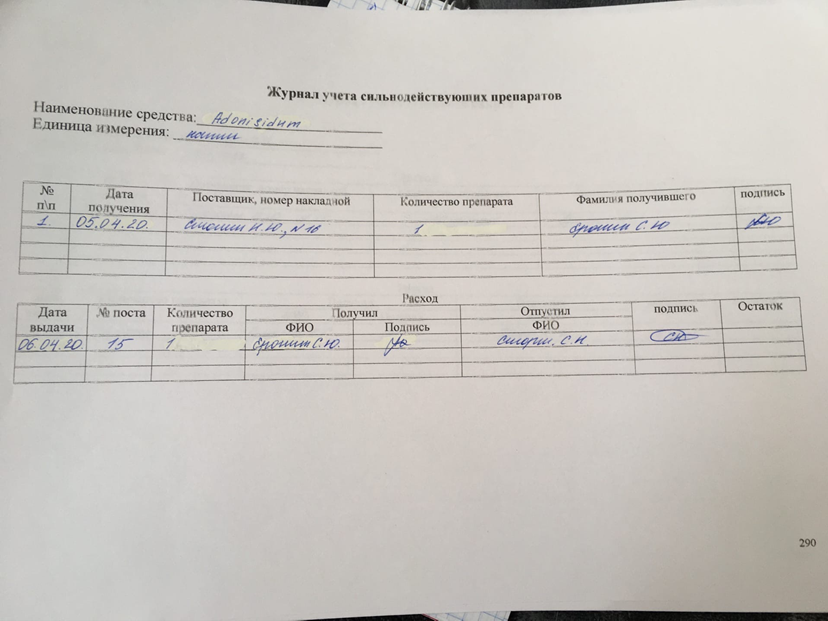 Журнал учета сильнодействующих препаратов
Наименование средства: Adonisidum
Единица измерения: капли
№ п\п Дата получения Поставщик, номер накладной Количество препарата Фамилия получившего подпись
1. 05.04.20. Н.Ю., №16 1 С.Ю
Расход
Дата выдачи № поста Количество препарата Получил Отпустил подпись Остаток
ФИО Подпись ФИО
06.04.20. 15 1 С.Ю. С.Н.
290